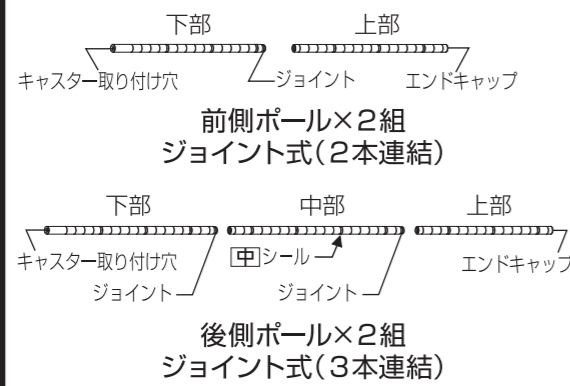 下部 上部
キャスター取り付け穴 ジョイント エンドキャップ
前側ポール×2組
ジョイント式(2本連結)
下部 中部 上部
キャスター取り付け穴 中シール エンドキャップ
ジョイント ジョイント
後側ポール×2組
ジョイント式(3本連結)